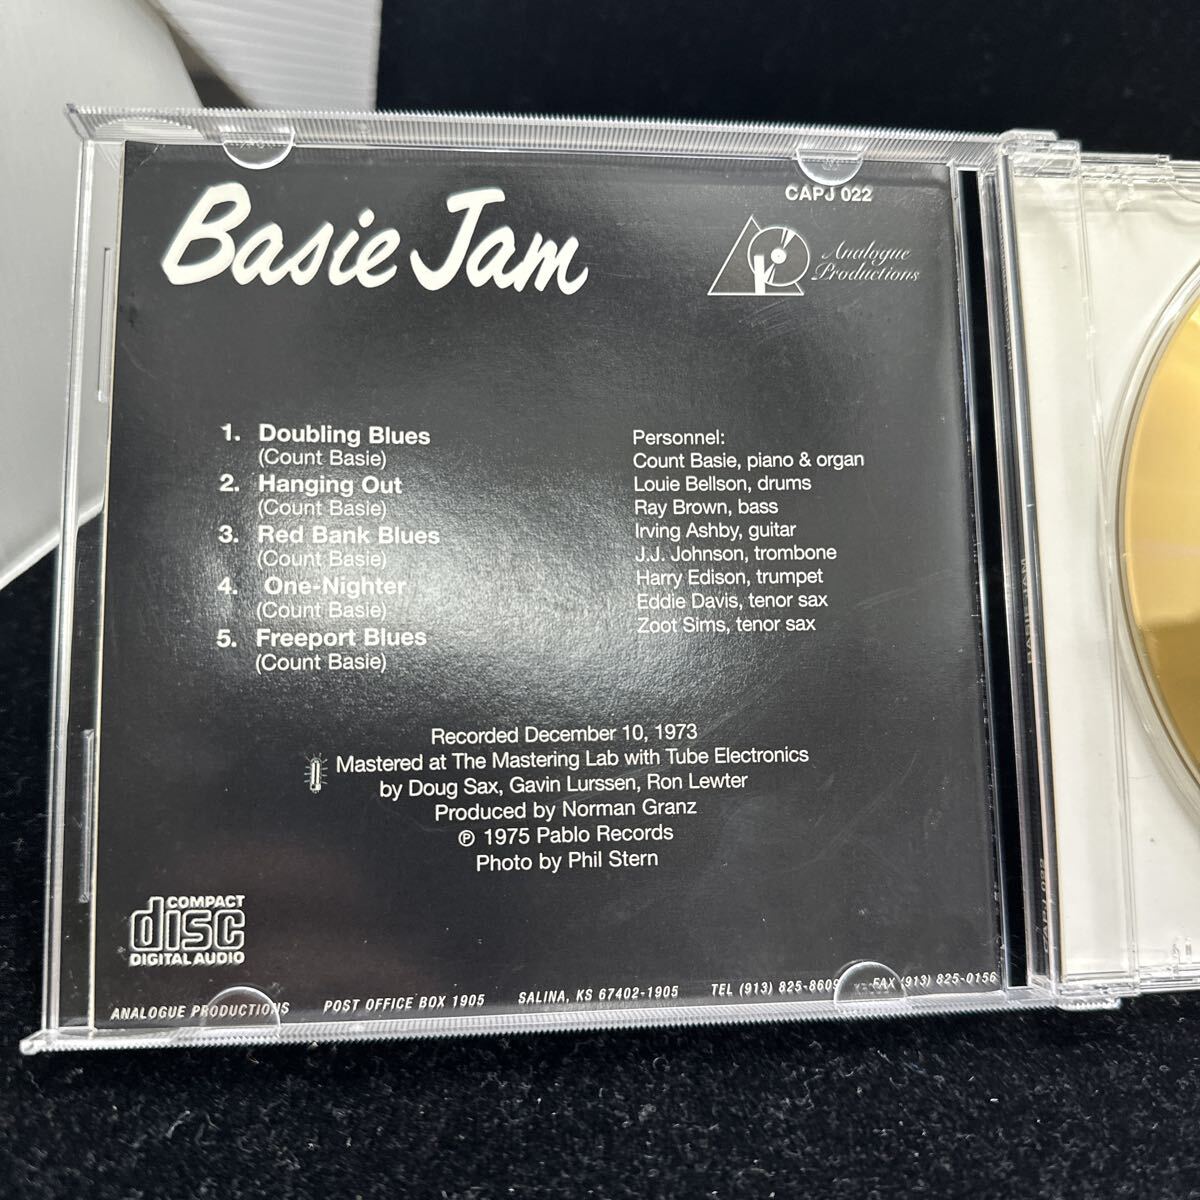 Basie Jam
CAPJ 022
Analogue
Productions
1. Doubling Blues
(Count Basie)
2. Hanging Out
(Count Basie)
3. Red Bank Blues
(Count Basie)
4. One-Nighter
(Count Basie)
5. Freeport Blues
(Count Basie)
Personnel:
Count Basie, piano & organ
Louie Bellson, drums
Ray Brown, bass
Irving Ashby, guitar
J.J. Johnson, trombone
Harry Edison, trumpet
Eddie Davis, tenor sax
Zoot Sims, tenor sax
Recorded December 10, 1973
Mastered at The Mastering Lab with Tube Electronics
by Doug Sax, Gavin Lurssen, Ron Lewter
Produced by Norman Granz
℗ 1975 Pablo Records
Photo by Phil Stern
COMPACT
disc
DIGITAL AUDIO
ANALOGUE PRODUCTIONS POST OFFICE BOX 1905 SALINA, KS 67402-1905 TEL (913) 825-8609 FAX (913) 825-0156
BASIE JAM
CAPJ 022